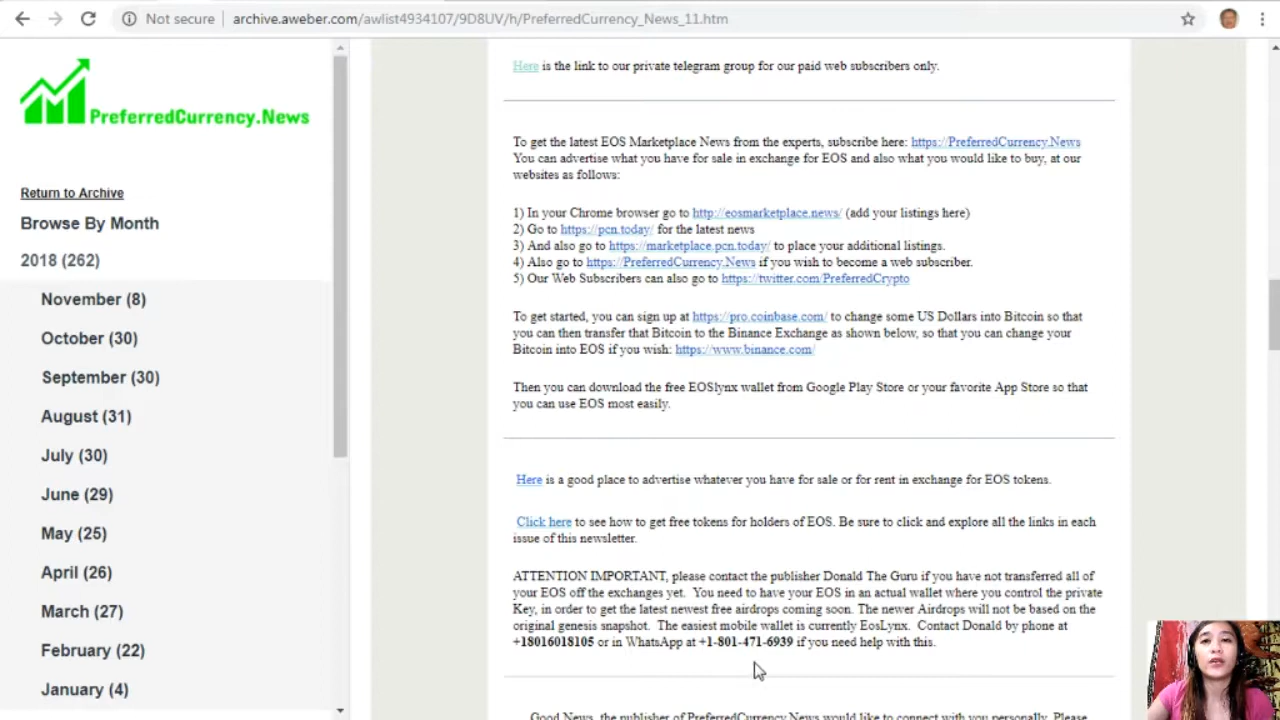 Not secure
archive.aweber.com/awlist4934107/9D8UV/h/PreferredCurrency_News_11.htm
PreferredCurrency.News
Return to Archive
Browse By Month
2018 (262)
November (8)
October (30)
September (30)
August (31)
July (30)
June (29)
May (25)
April (26)
March (27)
February (22)
January (4)
Here is the link to our private telegram group for our paid web subscribers only.
To get the latest EOS Marketplace News from the experts, subscribe here: https://PreferredCurrency.News
You can advertise what you have for sale in exchange for EOS and also what you would like to buy, at our
websites as follows:
1) In your Chrome browser go to http://eosmarketplace.news/ (add your listings here)
2) Go to https://pcn.today/ for the latest news
3) And also go to https://marketplace.pcn.today/ to place your additional listings.
4) Also go to https://PreferredCurrency.News if you wish to become a web subscriber.
5) Our Web Subscribers can also go to https://twitter.com/PreferredCrypto
To get started, you can sign up at https://pro.coinbase.com/ to change some US Dollars into Bitcoin so that
you can then transfer that Bitcoin to the Binance Exchange as shown below, so that you can change your
Bitcoin into EOS if you wish: https://www.binance.com/
Then you can download the free EOSlynx wallet from Google Play Store or your favorite App Store so that
you can use EOS most easily.
Here is a good place to advertise whatever you have for sale or for rent in exchange for EOS tokens.
Click here to see how to get free tokens for holders of EOS. Be sure to click and explore all the links in each
issue of this newsletter.
ATTENTION IMPORTANT, please contact the publisher Donald The Guru if you have not transferred all of
your EOS off the exchanges yet. You need to have your EOS in an actual wallet where you control the private
Key, in order to get the latest newest free airdrops coming soon. The newer Airdrops will not be based on the
original genesis snapshot. The easiest mobile wallet is currently EosLynx. Contact Donald by phone at
+18016018105 or in WhatsApp at +1-801-471-6939 if you need help with this.
Good News, the publisher of PreferredCurrency.News would like to connect with you personally. Please